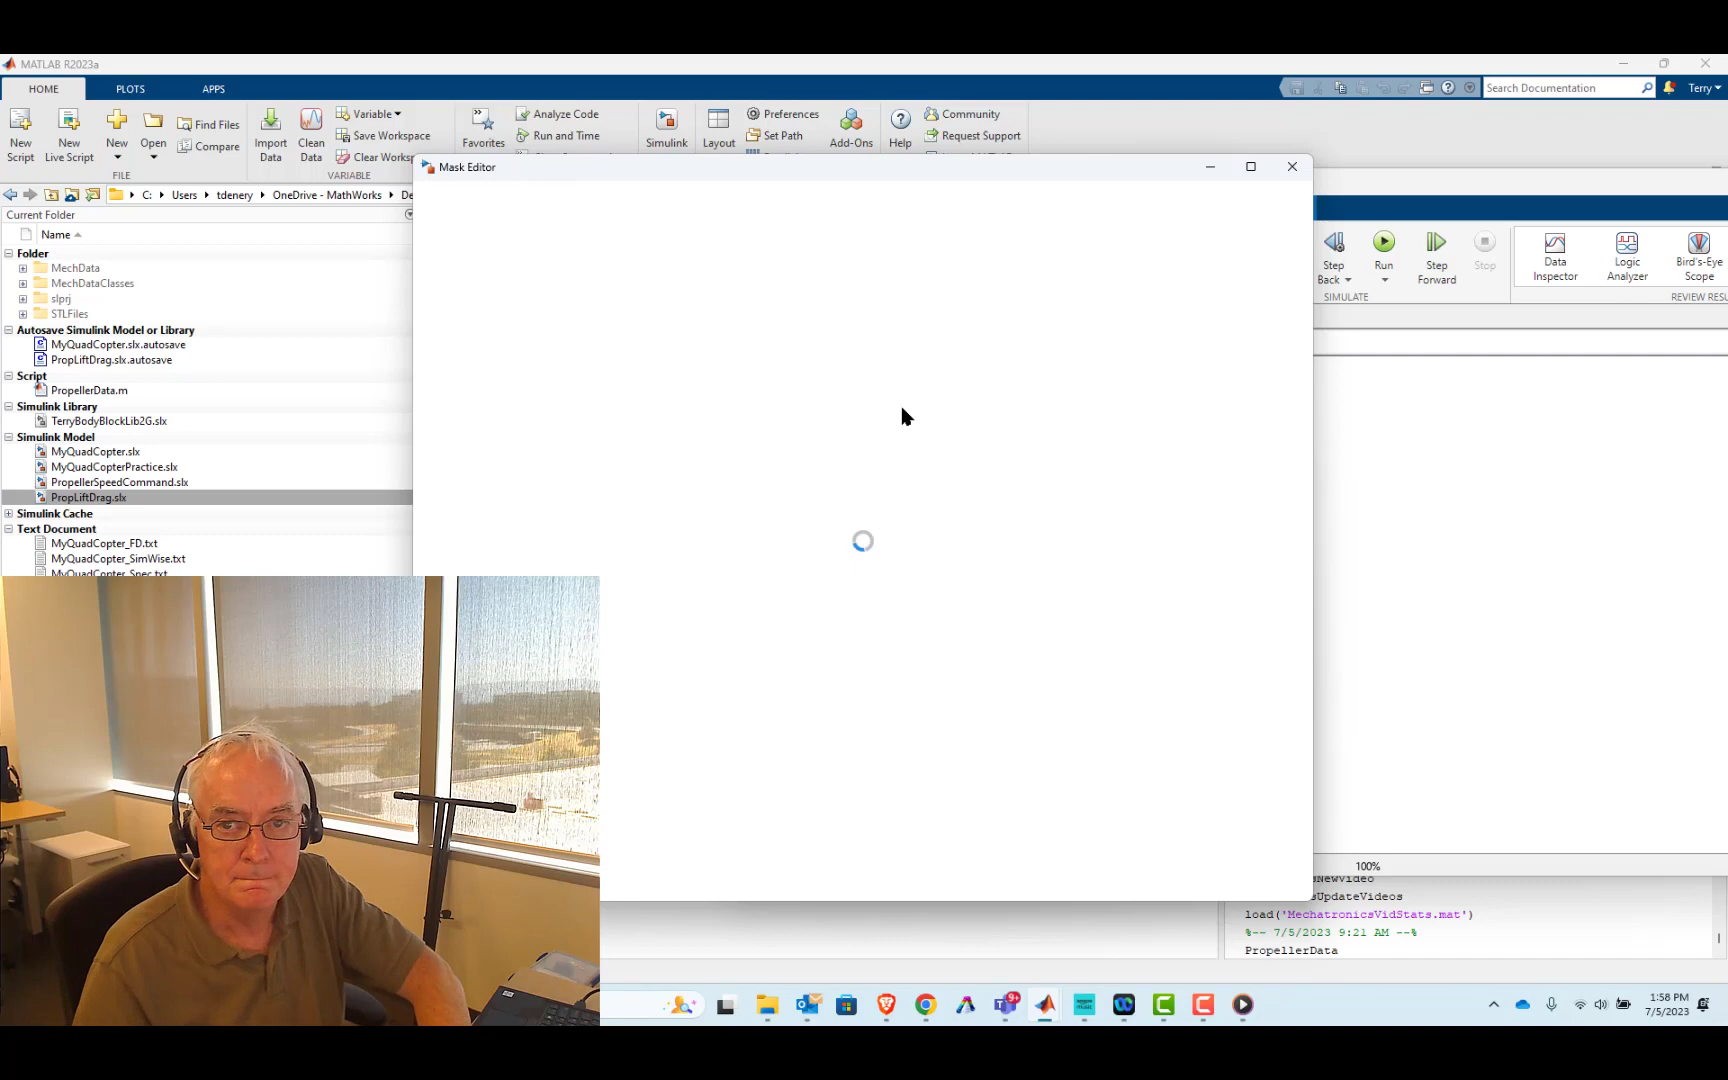 MATLAB R2023a
HOME
PLOTS
APPS
Search Documentation
Terry
New
Script
New
Live Script
New
Open
Find Files
Compare
Import
Data
Clean
Data
Variable
Save Workspace
Favorites
Analyze Code
Run and Time
Simulink
Layout
Preferences
Set Path
Add-Ons
Help
Community
Request Support
FILE
VARIABLE
C:
Users
tdenery
OneDrive - MathWorks
Current Folder
Name
Folder
MechData
MechDataClasses
slprj
STLFiles
Autosave Simulink Model or Library
MyQuadCopter.slx.autosave
PropLiftDrag.slx.autosave
Script
PropellerData.m
Simulink Library
TerryBodyBlockLib2G.slx
Simulink Model
MyQuadCopter.slx
MyQuadCopterPractice.slx
PropellerSpeedCommand.slx
PropLiftDrag.slx
Simulink Cache
Text Document
MyQuadCopter_FD.txt
MyQuadCopter_SimWise.txt
MyQuadCopter_Spec.txt
Mask Editor
Step
Back
Run
Step
Forward
Stop
Data
Inspector
Logic
Analyzer
Bird's-Eye
Scope
SIMULATE
100%
sUpdateVideos
load('MechatronicsVidStats.mat')
%-- 7/5/2023 9:21 AM --%
PropellerData
9+
1:58 PM
7/5/2023